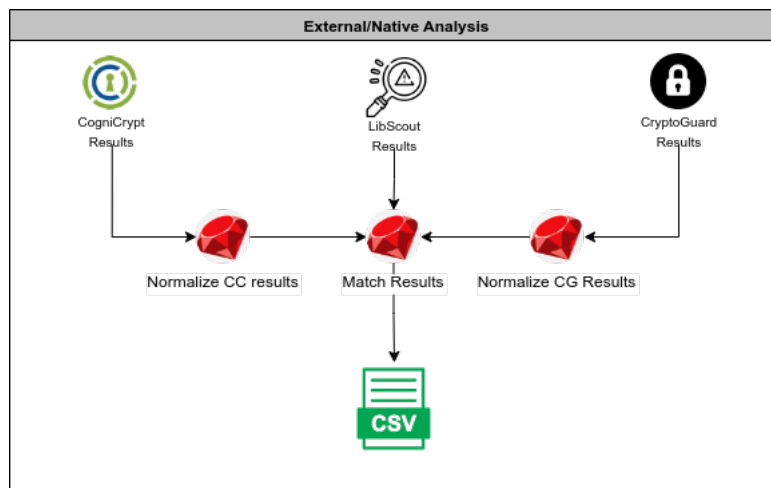 External/Native Analysis
CogniCrypt
Results
LibScout
Results
CryptoGuard
Results
Normalize CC results
Match Results
Normalize CG Results
CSV